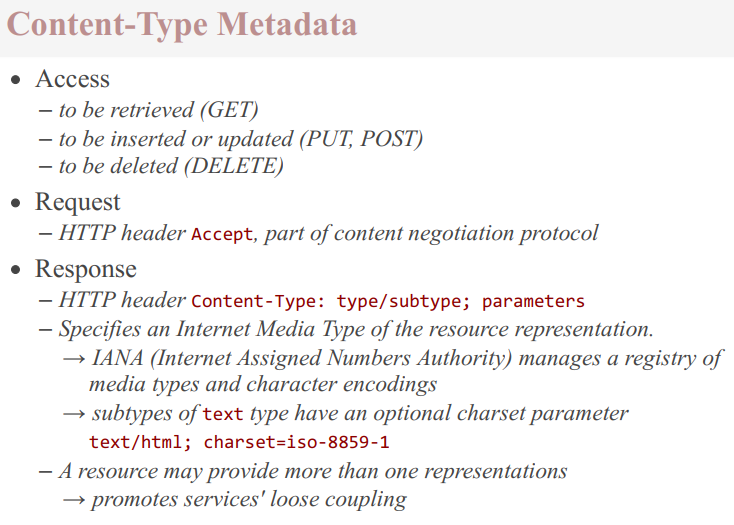 Content-Type Metadata
• Access
– to be retrieved (GET)
– to be inserted or updated (PUT, POST)
– to be deleted (DELETE)
• Request
– HTTP header Accept, part of content negotiation protocol
• Response
– HTTP header Content-Type: type/subtype; parameters
– Specifies an Internet Media Type of the resource representation.
→ IANA (Internet Assigned Numbers Authority) manages a registry of
media types and character encodings
→ subtypes of text type have an optional charset parameter
text/html; charset=iso-8859-1
– A resource may provide more than one representations
→ promotes services' loose coupling